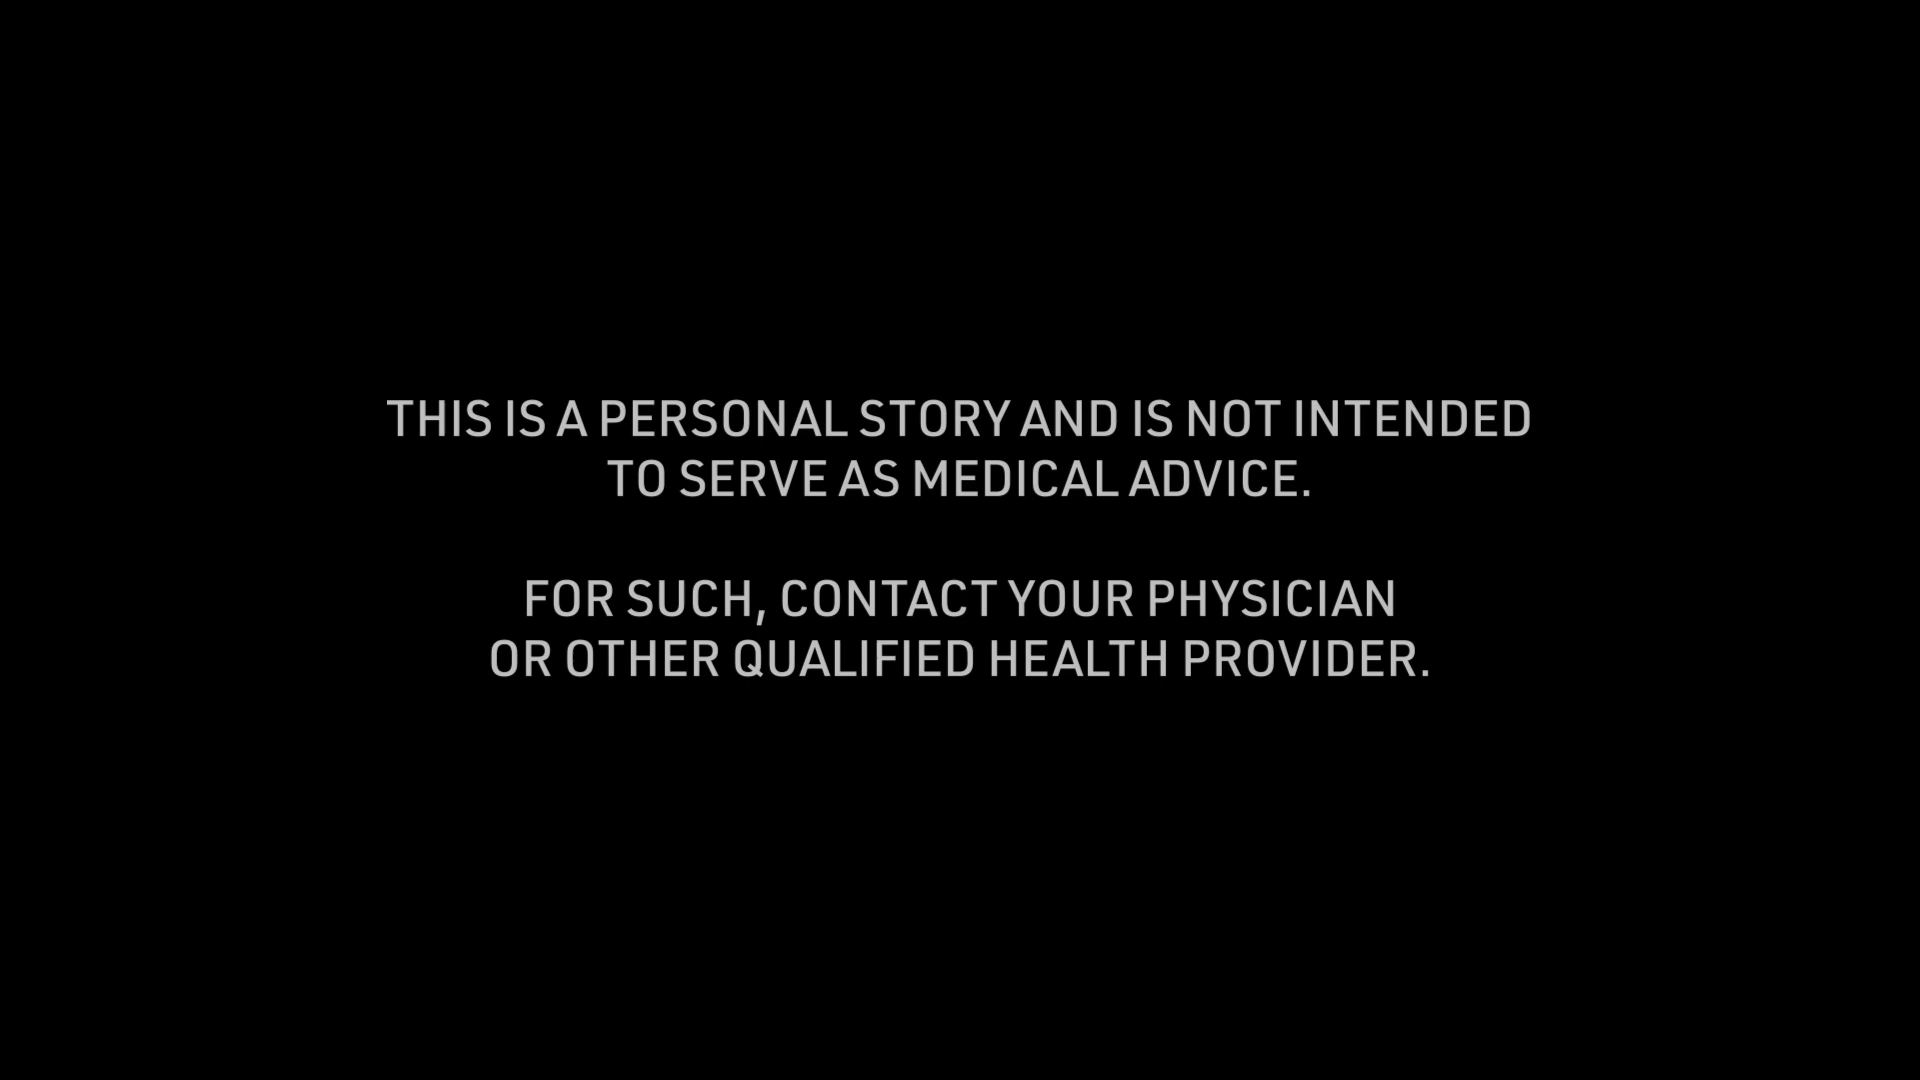 THIS IS A PERSONAL STORY AND IS NOT INTENDED
TO SERVE AS MEDICAL ADVICE.
FOR SUCH, CONTACT YOUR PHYSICIAN
OR OTHER QUALIFIED HEALTH PROVIDER.